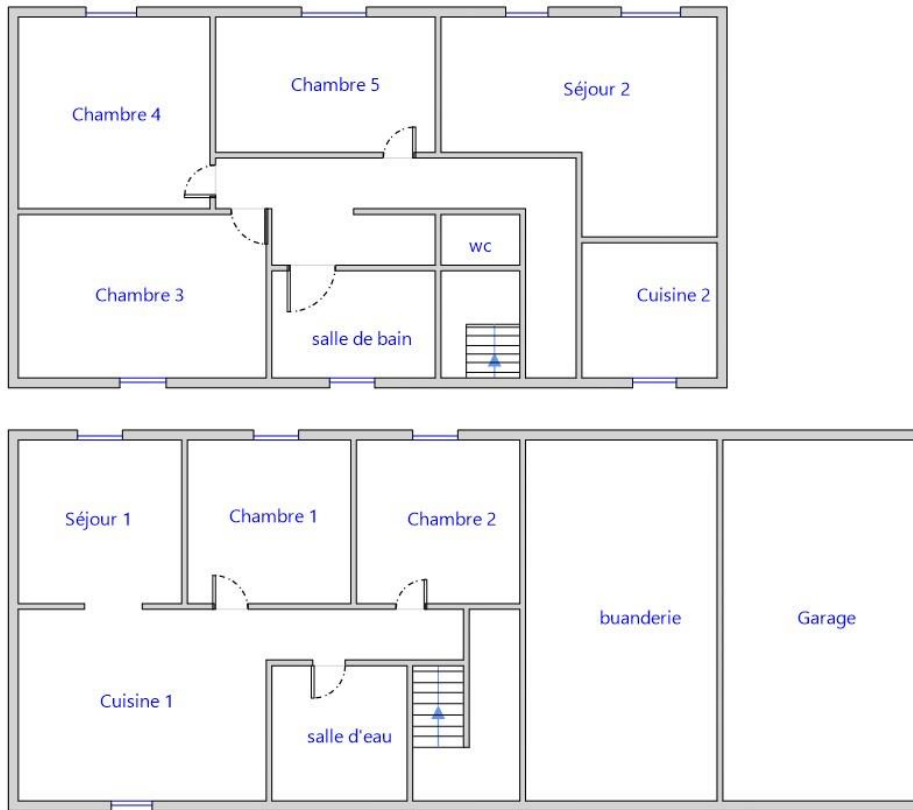 Chambre 4
Chambre 5
Séjour 2
Chambre 3
salle de bain
wc
Cuisine 2
Séjour 1
Chambre 1
Chambre 2
buanderie
Garage
Cuisine 1
salle d'eau